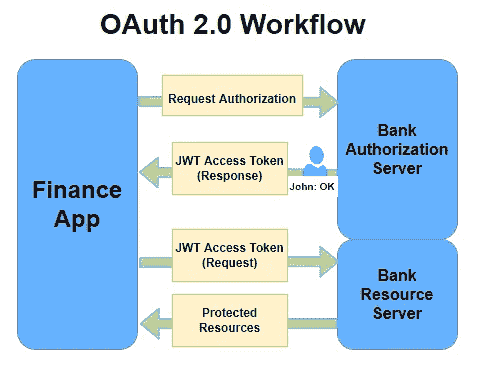 OAuth 2.0 Workflow
Finance
App
Request Authorization
JWT Access Token
(Response)
John: OK
Bank
Authorization
Server
JWT Access Token
(Request)
Protected
Resources
Bank
Resource
Server